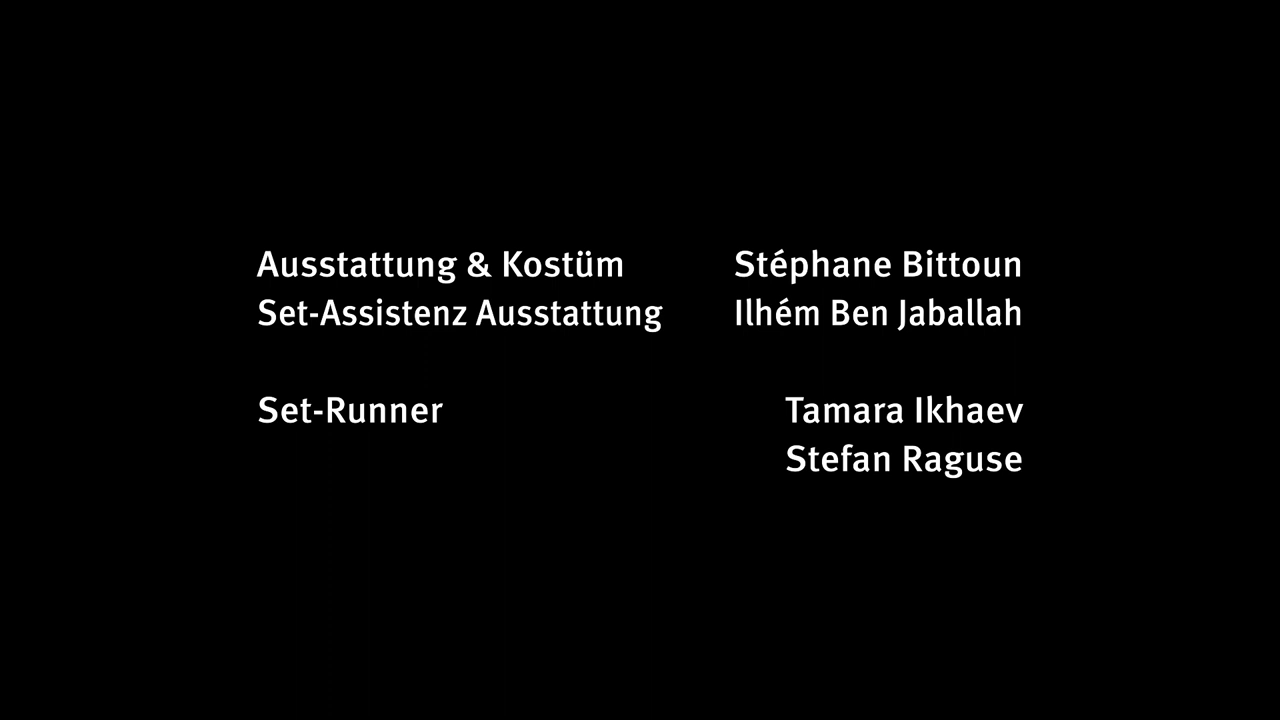 Ausstattung & Kostüm Stéphane Bittoun
Set-Assistenz Ausstattung Ilhém Ben Jaballah
Set-Runner Tamara Ikhaev
Stefan Raguse